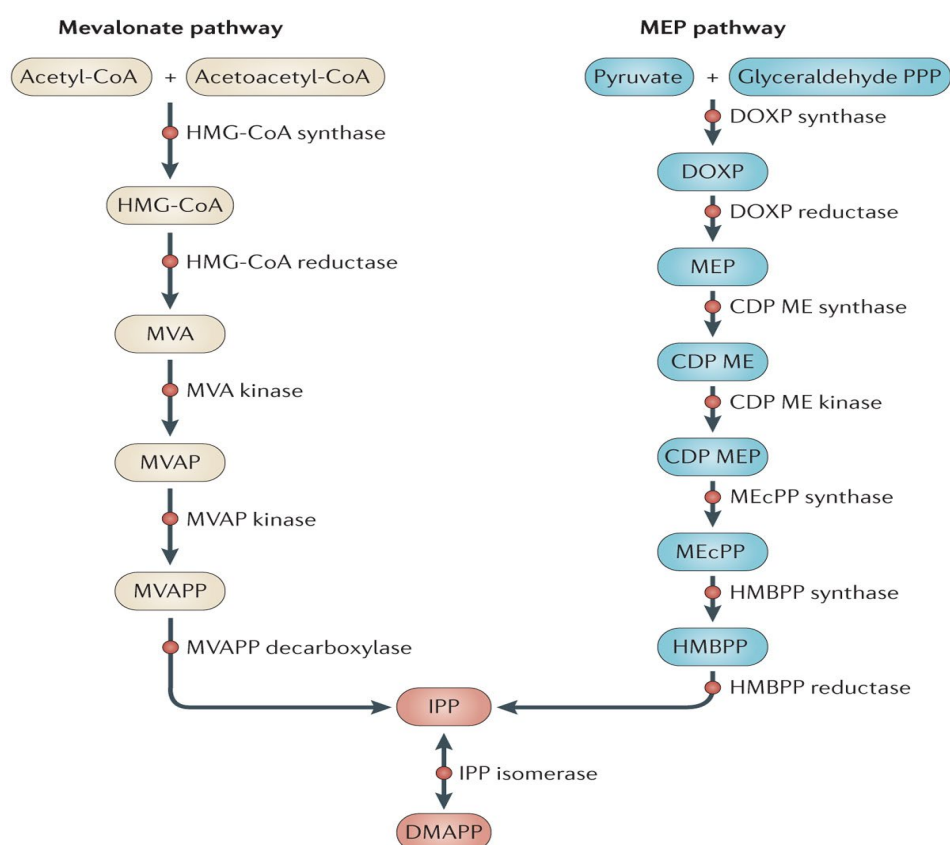 Mevalonate pathway
Acetyl-CoA + Acetoacetyl-CoA
HMG-CoA synthase
HMG-CoA
HMG-CoA reductase
MVA
MVA kinase
MVAP
MVAP kinase
MVAPP
MVAPP decarboxylase
MEP pathway
Pyruvate + Glyceraldehyde PPP
DOXP synthase
DOXP
DOXP reductase
MEP
CDP ME synthase
CDP ME
CDP ME kinase
CDP MEP
MEcPP synthase
MEcPP
HMBPP synthase
HMBPP
HMBPP reductase
IPP
IPP isomerase
DMAPP